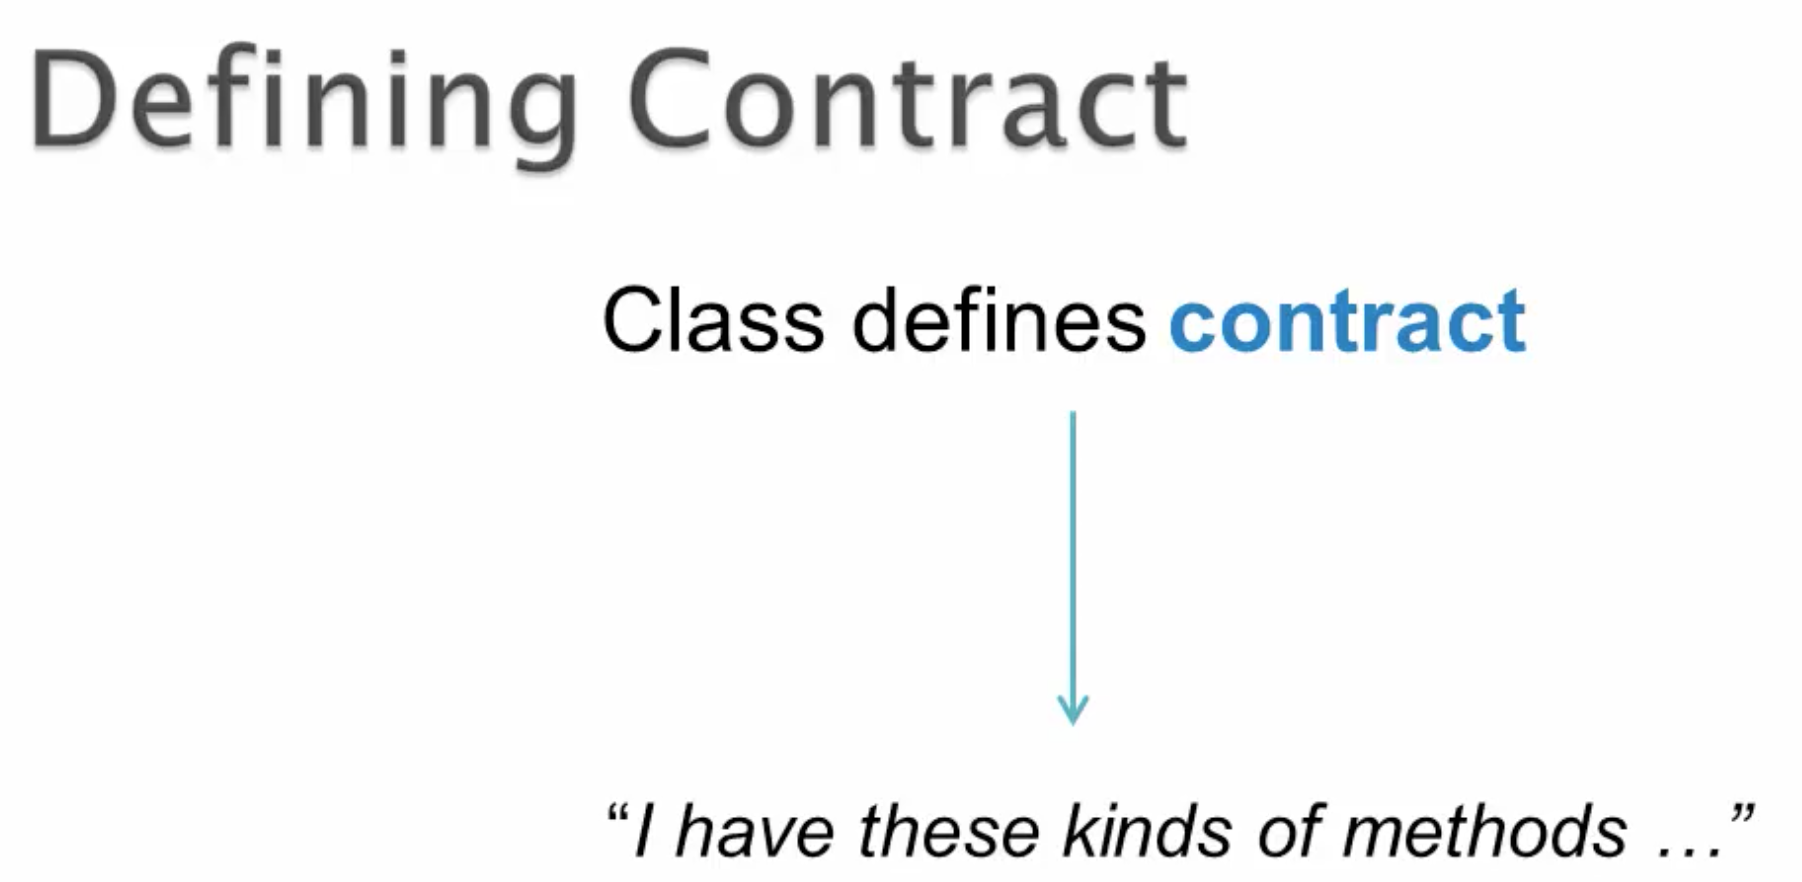 Defining Contract
Class defines contract
“I have these kinds of methods …”